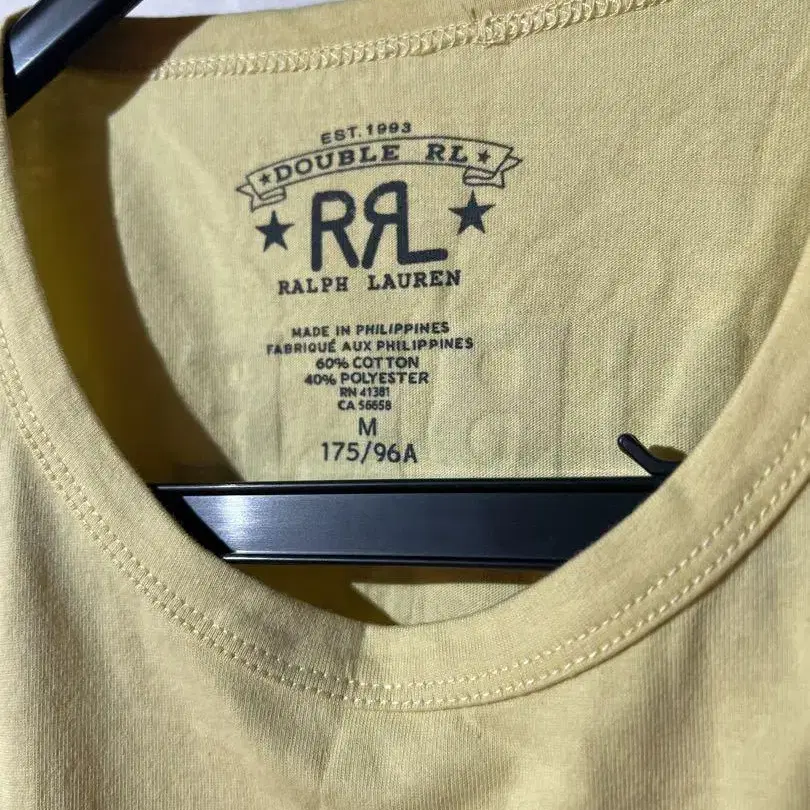 EST. 1993
DOUBLE RL
RRL
RALPH LAUREN
MADE IN PHILIPPINES
FABRIQUÉ AUX PHILIPPINES
60% COTTON
40% POLYESTER
RN 41381
CA 56658
M
175/96A